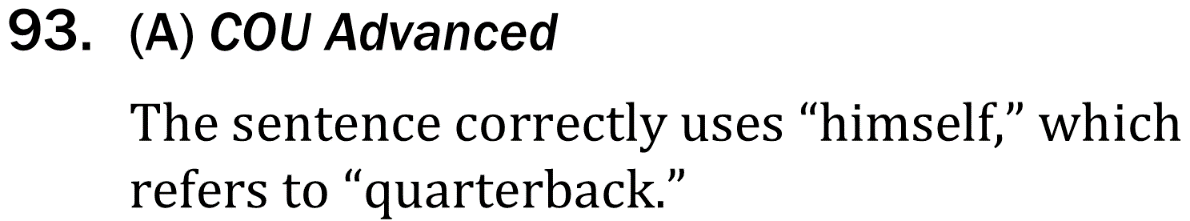 93. (A) COU Advanced
The sentence correctly uses “himself,” which
refers to “quarterback.”